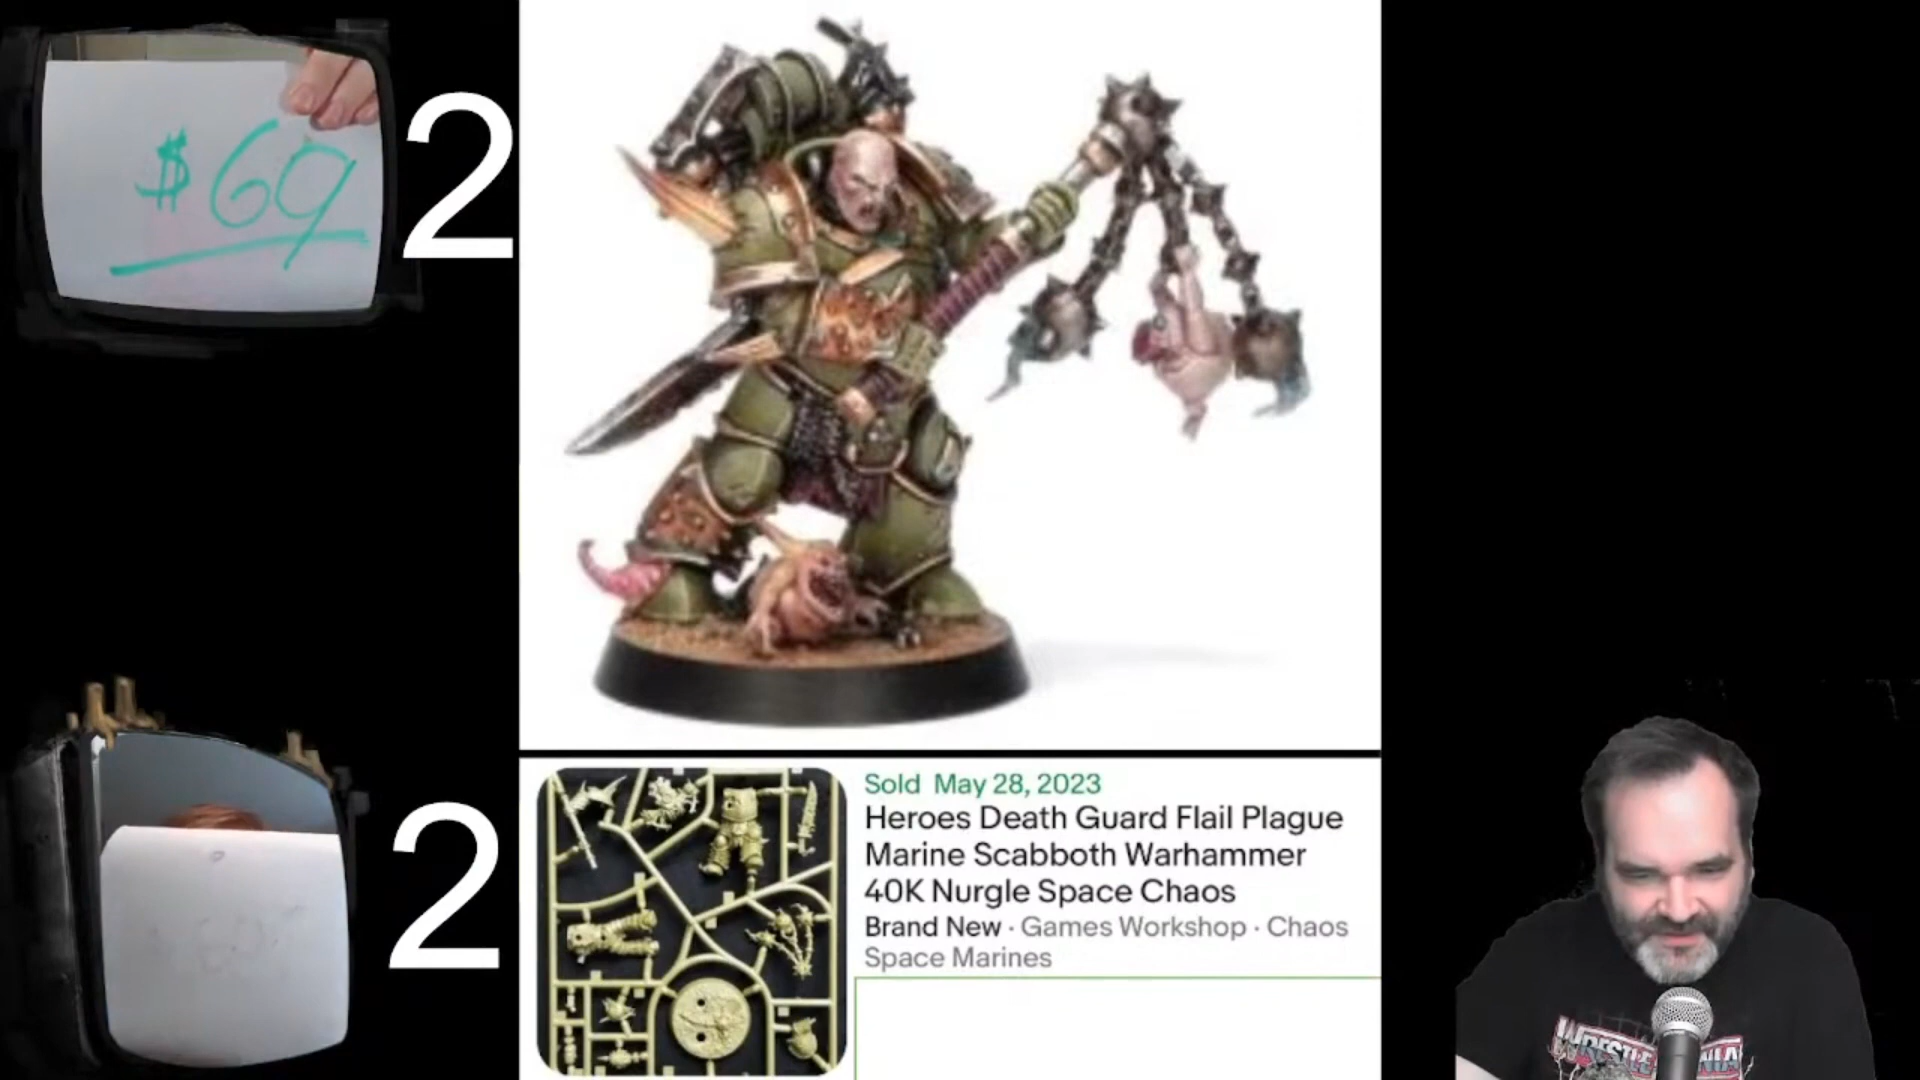 $69
2
Sold May 28, 2023
Heroes Death Guard Flail Plague
Marine Scabboth Warhammer
40K Nurgle Space Chaos
Brand New · Games Workshop · Chaos
Space Marines
2
WRESTLEMANIA